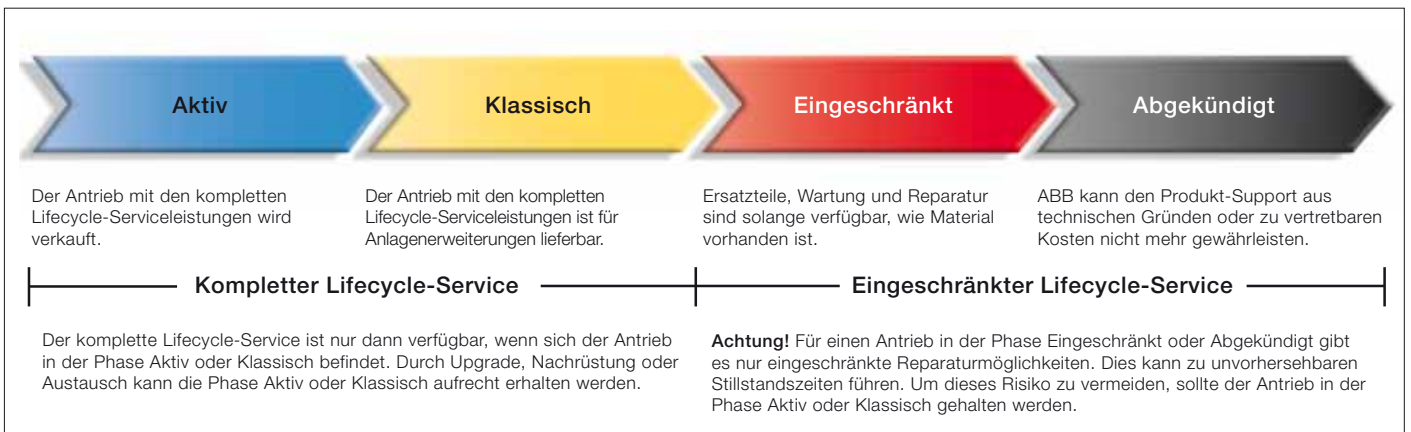 Aktiv
Klassisch
Eingeschränkt
Abgekündigt
Der Antrieb mit den kompletten
Lifecycle-Serviceleistungen wird
verkauft.
Der Antrieb mit den kompletten
Lifecycle-Serviceleistungen ist für
Anlagenerweiterungen lieferbar.
Ersatzteile, Wartung und Reparatur
sind solange verfügbar, wie Material
vorhanden ist.
ABB kann den Produkt-Support aus
technischen Gründen oder zu vertretbaren
Kosten nicht mehr gewährleisten.
Kompletter Lifecycle-Service
Eingeschränkter Lifecycle-Service
Der komplette Lifecycle-Service ist nur dann verfügbar, wenn sich der Antrieb
in der Phase Aktiv oder Klassisch befindet. Durch Upgrade, Nachrüstung oder
Austausch kann die Phase Aktiv oder Klassisch aufrecht erhalten werden.
Achtung! Für einen Antrieb in der Phase Eingeschränkt oder Abgekündigt gibt
es nur eingeschränkte Reparaturmöglichkeiten. Dies kann zu unvorhersehbaren
Stillstandszeiten führen. Um dieses Risiko zu vermeiden, sollte der Antrieb in der
Phase Aktiv oder Klassisch gehalten werden.